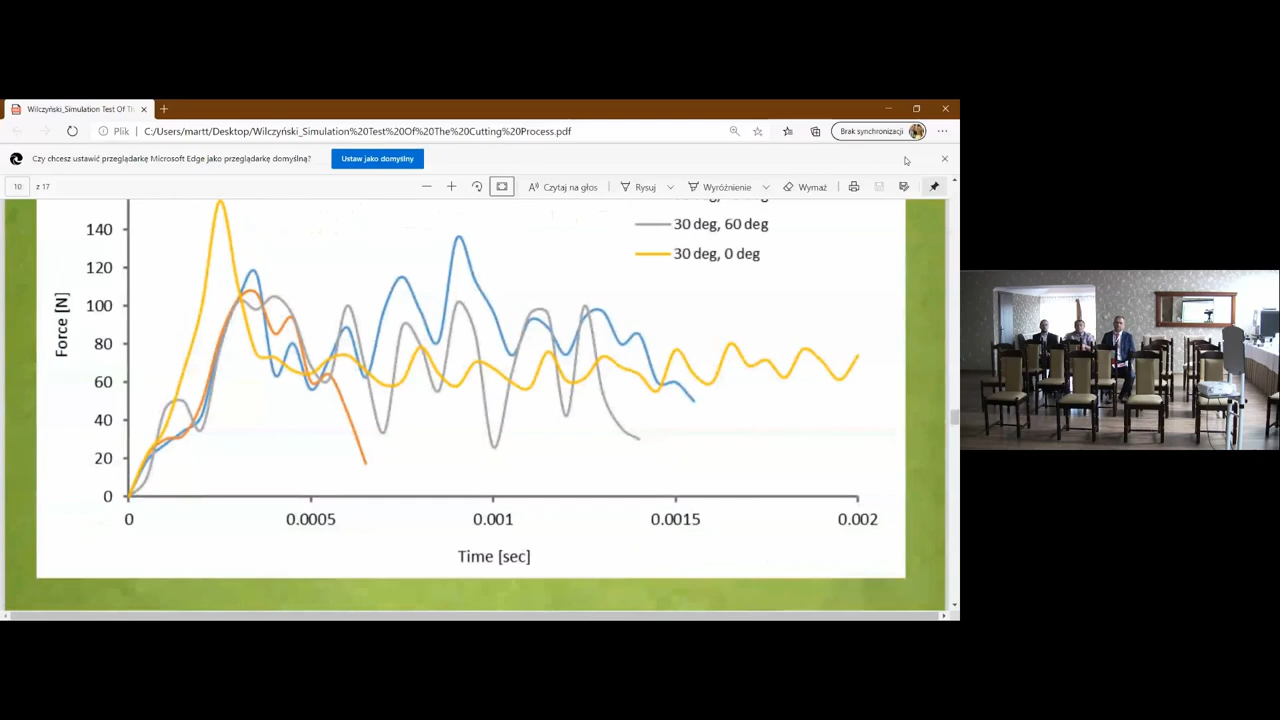 Wilczyński_Simulation Test Of T
Plik
C:/Users/martt/Desktop/Wilczyński_Simulation%20Test%20Of%20The%20Cutting%20Process.pdf
Brak synchronizacji
Czy chcesz ustawić przeglądarkę Microsoft Edge jako przeglądarkę domyślną?
Ustaw jako domyślny
10 z 17
Czytaj na głos
Rysuj
Wyróżnienie
Wymaż
30 deg, 60 deg
30 deg, 0 deg
140
120
100
80
60
40
20
0
Force [N]
0 0.0005 0.001 0.0015 0.002
Time [sec]